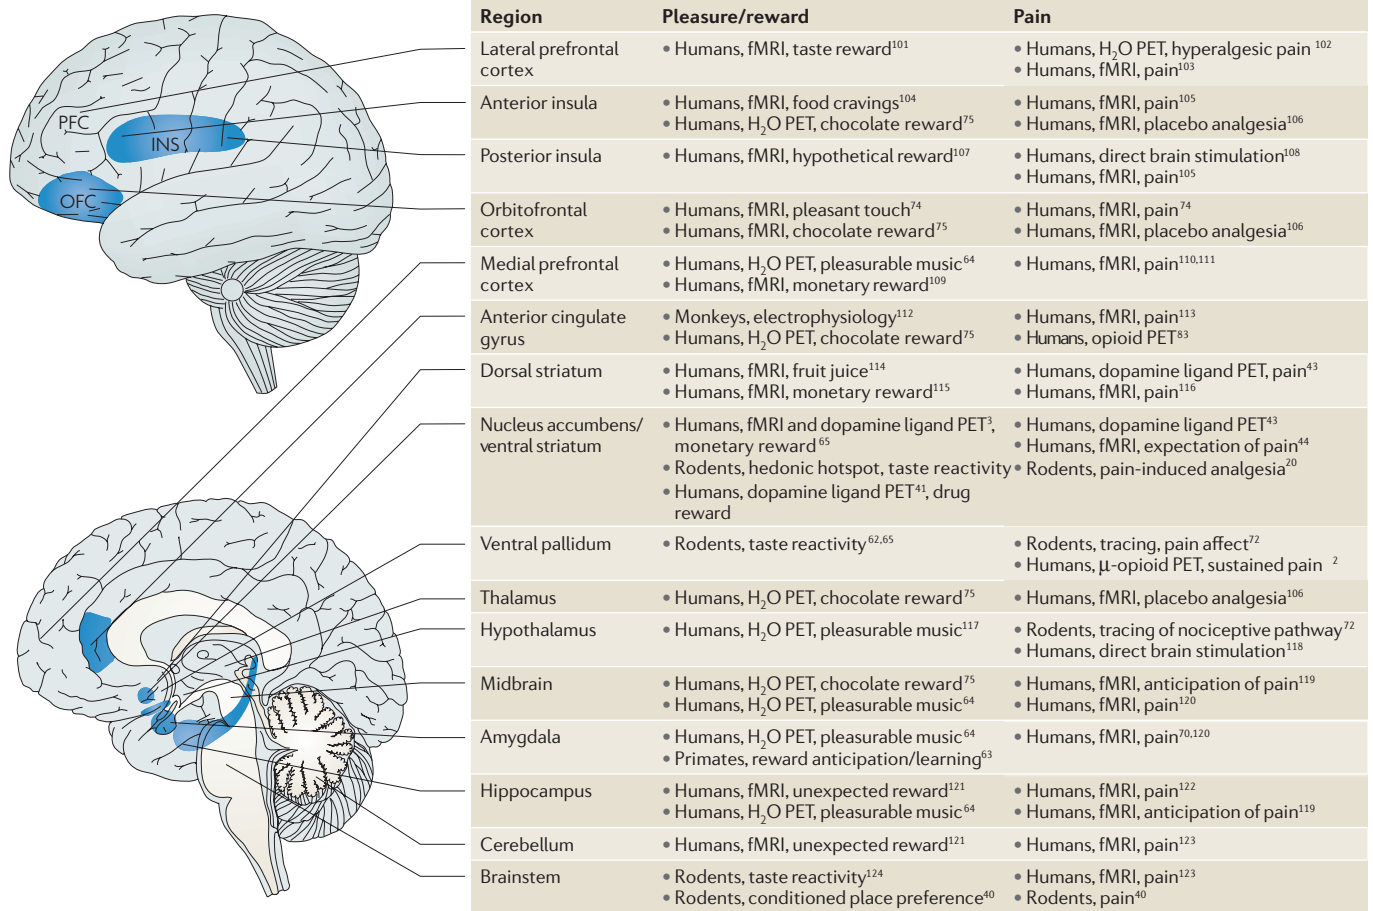 Region Pleasure/reward Pain
Lateral prefrontal • Humans, fMRI, taste reward101 • Humans, H2O PET, hyperalgesic pain 102
cortex • Humans, fMRI, pain103
Anterior insula • Humans, fMRI, food cravings104 • Humans, fMRI, pain105
• Humans, H2O PET, chocolate reward75 • Humans, fMRI, placebo analgesia106
Posterior insula • Humans, fMRI, hypothetical reward107 • Humans, direct brain stimulation108
• Humans, fMRI, pain105
Orbitofrontal • Humans, fMRI, pleasant touch74 • Humans, fMRI, pain74
cortex • Humans, fMRI, chocolate reward75 • Humans, fMRI, placebo analgesia106
Medial prefrontal • Humans, H2O PET, pleasurable music64 • Humans, fMRI, pain110,111
cortex • Humans, fMRI, monetary reward109
Anterior cingulate • Monkeys, electrophysiology112 • Humans, fMRI, pain113
gyrus • Humans, H2O PET, chocolate reward75 • Humans, opioid PET83
Dorsal striatum • Humans, fMRI, fruit juice114 • Humans, dopamine ligand PET, pain43
• Humans, fMRI, monetary reward115 • Humans, fMRI, pain116
Nucleus accumbens/ • Humans, fMRI and dopamine ligand PET3, • Humans, dopamine ligand PET43
ventral striatum monetary reward65 • Humans, fMRI, expectation of pain44
• Rodents, hedonic hotspot, taste reactivity • Rodents, pain-induced analgesia20
• Humans, dopamine ligand PET41, drug
reward
Ventral pallidum • Rodents, taste reactivity62,65 • Rodents, tracing, pain affect72
• Humans, μ-opioid PET, sustained pain 2
Thalamus • Humans, H2O PET, chocolate reward75 • Humans, fMRI, placebo analgesia106
Hypothalamus • Humans, H2O PET, pleasurable music117 • Rodents, tracing of nociceptive pathway72
• Humans, direct brain stimulation118
Midbrain • Humans, H2O PET, chocolate reward75 • Humans, fMRI, anticipation of pain119
• Humans, H2O PET, pleasurable music64 • Humans, fMRI, pain120
Amygdala • Humans, H2O PET, pleasurable music64 • Humans, fMRI, pain70,120
• Primates, reward anticipation/learning63
Hippocampus • Humans, fMRI, unexpected reward121 • Humans, fMRI, pain122
• Humans, H2O PET, pleasurable music64 • Humans, fMRI, anticipation of pain119
Cerebellum • Humans, fMRI, unexpected reward121 • Humans, fMRI, pain123
Brainstem • Rodents, taste reactivity124 • Humans, fMRI, pain123
• Rodents, conditioned place preference40 • Rodents, pain40
PFC
INS
OFC